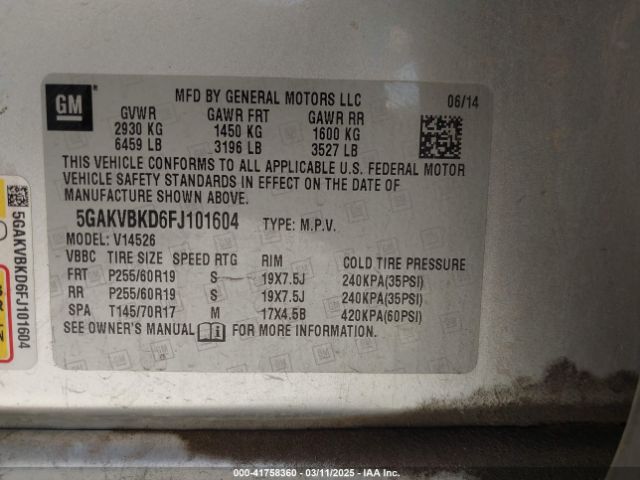 GM
MFD BY GENERAL MOTORS LLC 06/14
GVWR GAWR FRT GAWR RR
2930 KG 1450 KG 1600 KG
6459 LB 3196 LB 3527 LB
THIS VEHICLE CONFORMS TO ALL APPLICABLE U.S. FEDERAL MOTOR
VEHICLE SAFETY STANDARDS IN EFFECT ON THE DATE OF
MANUFACTURE SHOWN ABOVE.
5GAKVBKD6FJ101604 TYPE: M.P.V.
MODEL: V14526
VBBC TIRE SIZE SPEED RTG RIM COLD TIRE PRESSURE
FRT P255/60R19 S 19X7.5J 240KPA(35PSI)
RR P255/60R19 S 19X7.5J 240KPA(35PSI)
SPA T145/70R17 M 17X4.5B 420KPA(60PSI)
SEE OWNER'S MANUAL FOR MORE INFORMATION.
5GAKVBKD6FJ101604
0-41758360 | 03/11/2025 - IAA Inc.